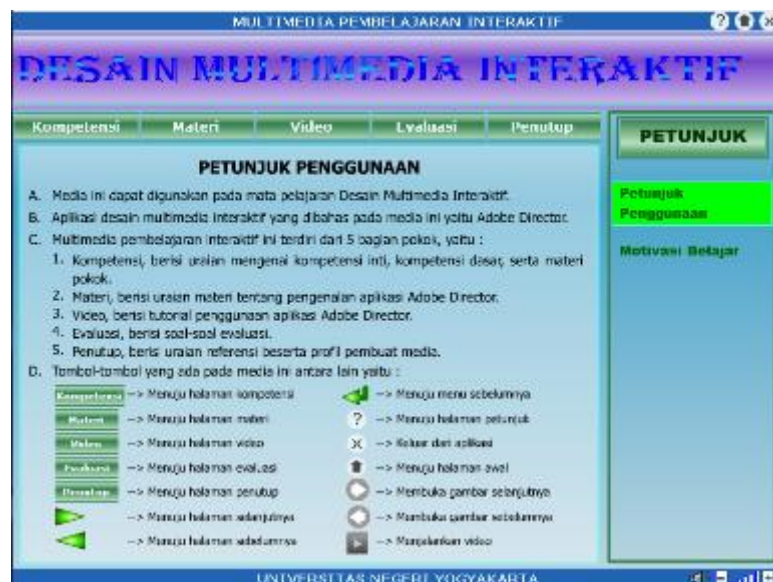 MULTIMEDIA PEMBELAJARAN INTERAKTIF
DESAIN MULTIMEDIA INTERAKTIF
Kompetensi Materi Video Evaluasi Penutup
PETUNJUK
PETUNJUK PENGGUNAAN
A. Media ini dapat digunakan pada mata pelajaran Desain Multimedia Interaktif.
B. Aplikasi desain multimedia interaktif yang dibahas pada media ini yaitu Adobe Director.
C. Multimedia pembelajaran interaktif ini terdiri dari 5 bagian pokok, yaitu :
1. Kompetensi, berisi uraian mengenai kompetensi inti, kompetensi dasar, serta materi
pokok.
2. Materi, berisi uraian materi tentang pengenalan aplikasi Adobe Director.
3. Video, berisi tutorial penggunaan aplikasi Adobe Director.
4. Evaluasi, berisi soal-soal evaluasi.
5. Penutup, berisi uraian referensi beserta profil pembuat media.
D. Tombol-tombol yang ada pada media ini antara lain yaitu :
Kompetensi --> Menuju halaman kompetensi
Materi --> Menuju halaman materi
Video --> Menuju halaman video
Evaluasi --> Menuju halaman evaluasi
Penutup --> Menuju halaman penutup
--> Menuju halaman selanjutnya
--> Menuju halaman sebelumnya
--> Menuju menu sebelumnya
? --> Menuju halaman petunjuk
X --> Keluar dari aplikasi
--> Menuju halaman awal
--> Membuka gambar selanjutnya
--> Membuka gambar sebelumnya
--> Menjalankan video
Petunjuk
Penggunaan
Motivasi Belajar
UNIVERSITAS NEGERI YOGYAKARTA